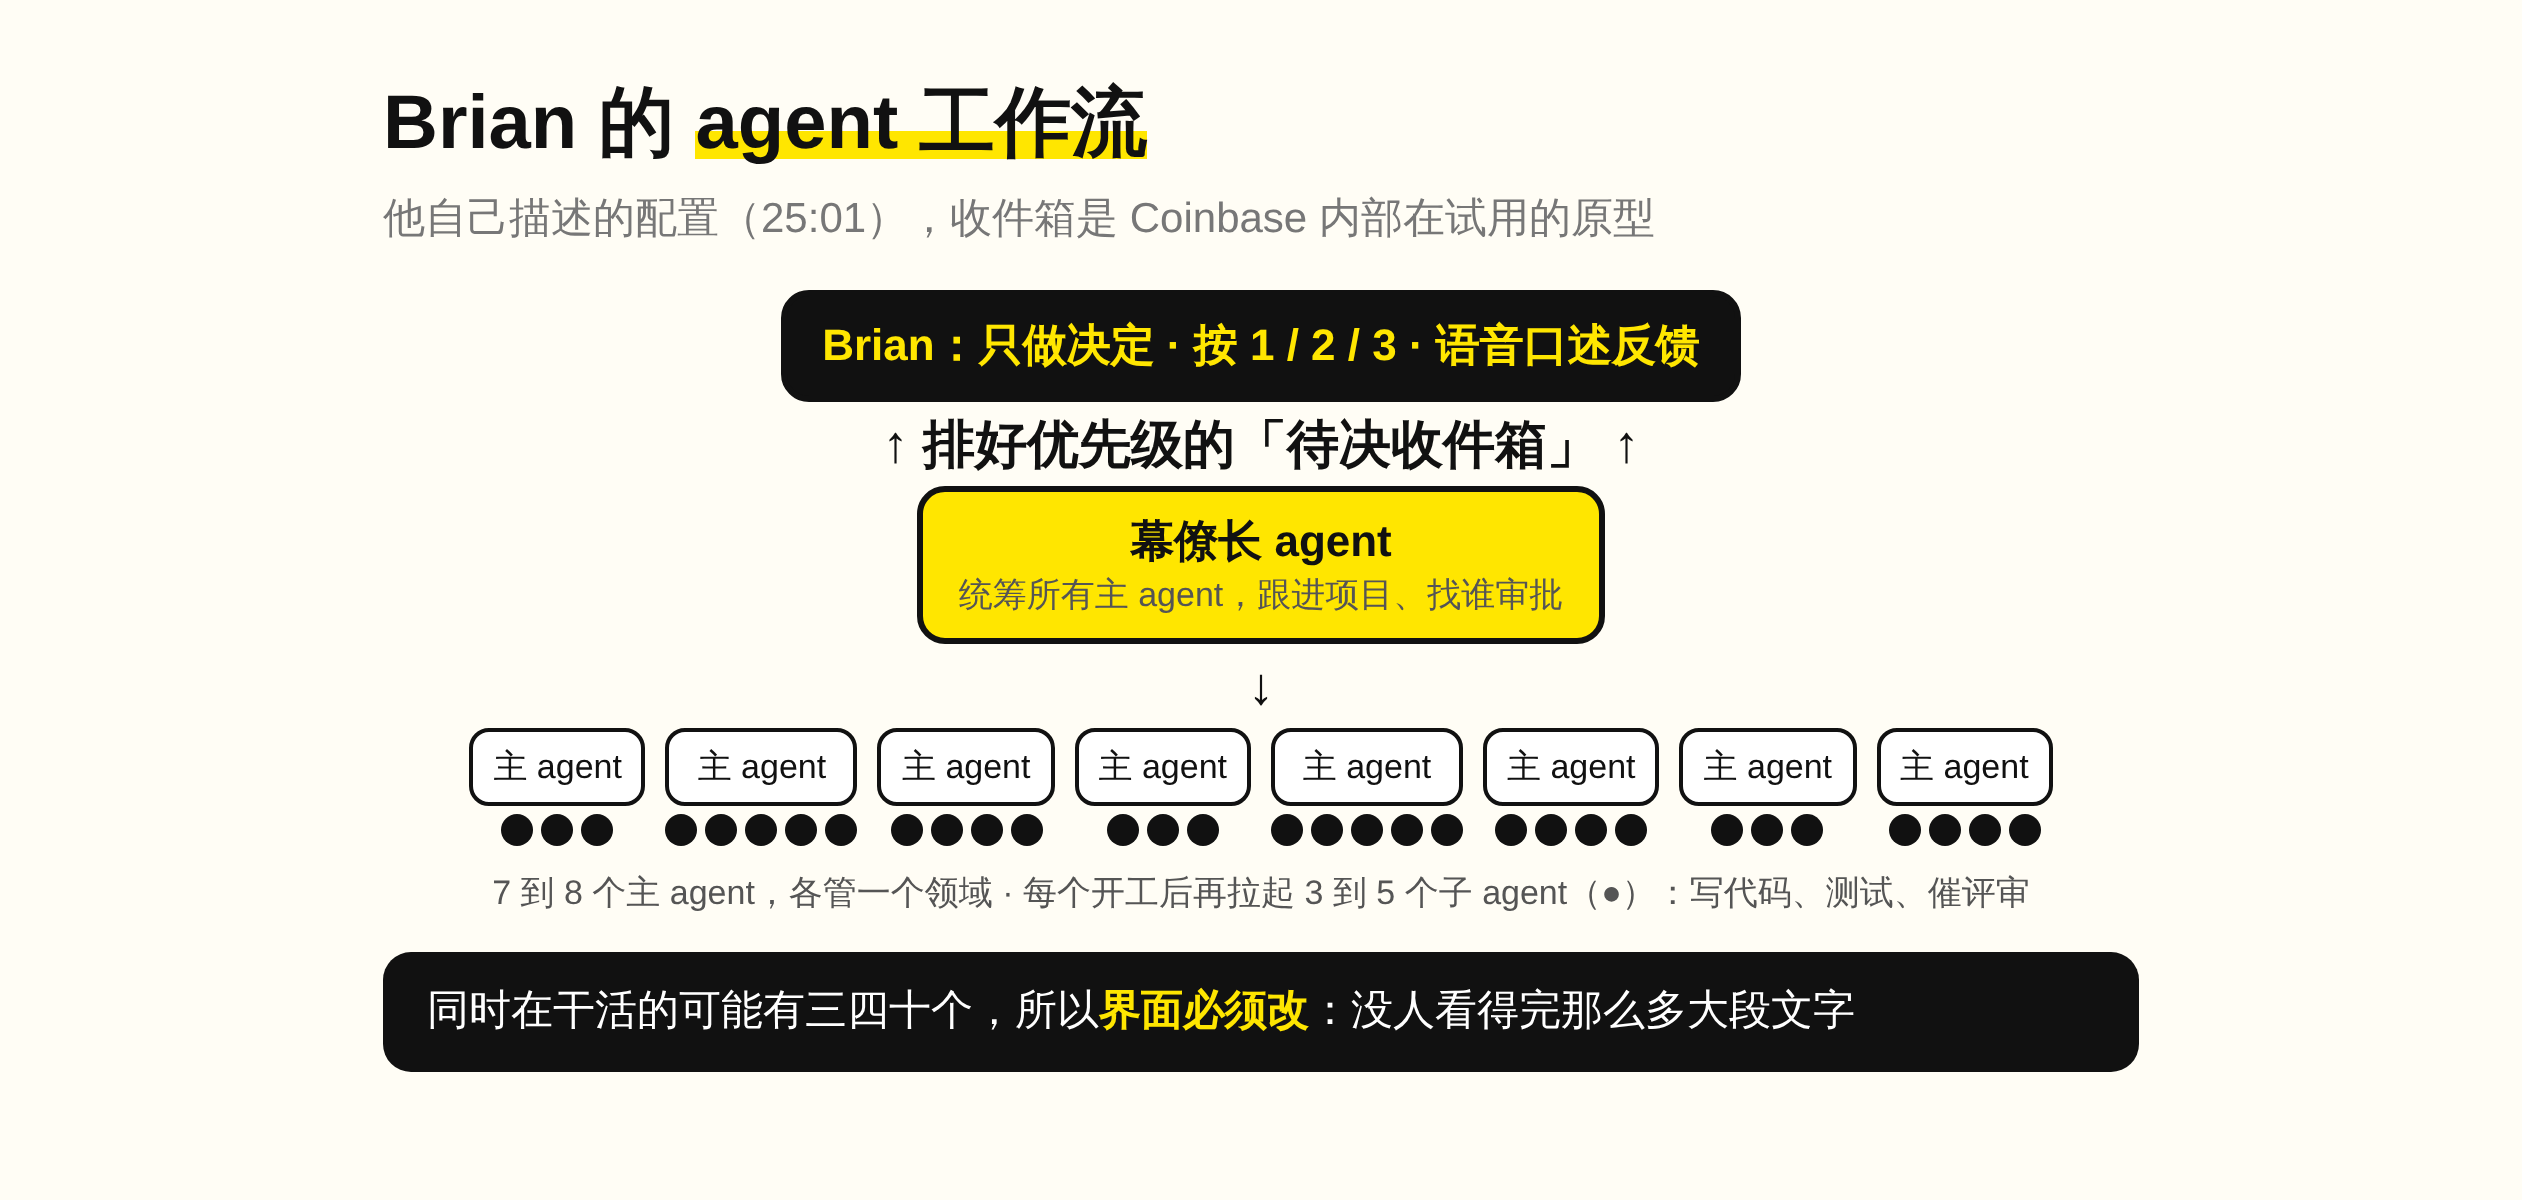 Brian 的 agent 工作流
他自己描述的配置（25:01），收件箱是 Coinbase 内部在试用的原型
Brian：只做决定 · 按 1 / 2 / 3 · 语音口述反馈
↑ 排好优先级的「待决收件箱」 ↑
幕僚长 agent
统筹所有主 agent，跟进项目、找谁审批
↓
主 agent 主 agent 主 agent 主 agent 主 agent 主 agent 主 agent 主 agent
7 到 8 个主 agent，各管一个领域 · 每个开工后再拉起 3 到 5 个子 agent（●）：写代码、测试、催评审
同时在干活的可能有三四十个，所以界面必须改：没人看得完那么多大段文字